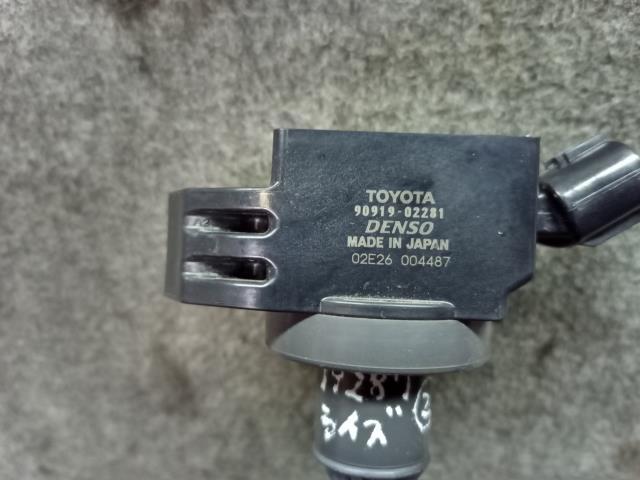 TOYOTA
90919-02281
DENSO
MADE IN JAPAN
02E26 004487
ライズ